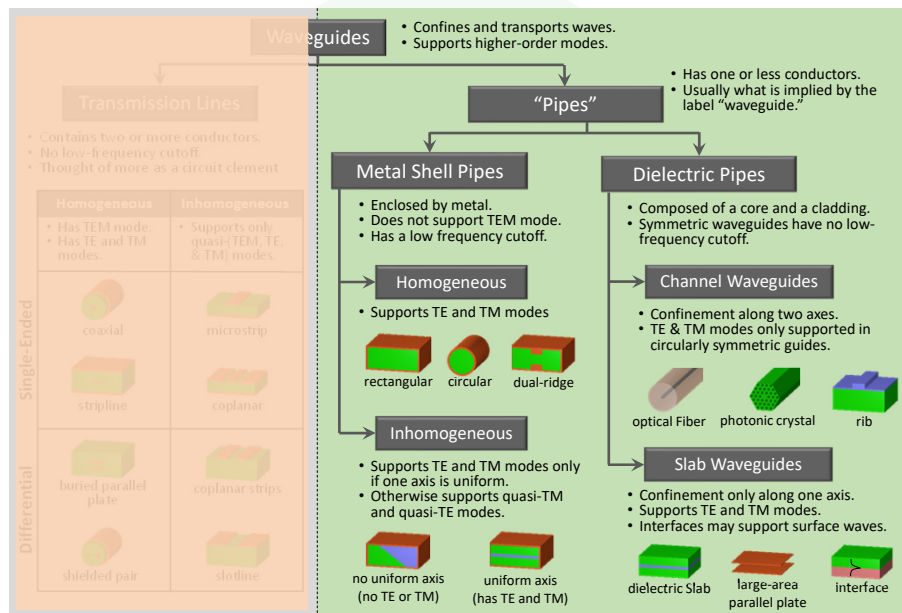 Waveguides
• Confines and transports waves.
• Supports higher-order modes.
Transmission Lines
• Contains two or more conductors.
• No low-frequency cutoff.
• Thought of more as a circuit clement
Homogeneous
• Has TEM mode.
• Has TE and TM
modes.
Inhomogeneous
• Supports only
quasi-(TEM, TE,
& TM) modes.
Single-Ended
coaxial
microstrip
stripline
coplanar
Differential
buried parallel
plate
coplanar strips
shielded pair
slotline
"Pipes"
• Has one or less conductors.
• Usually what is implied by the
label “waveguide.”
Metal Shell Pipes
• Enclosed by metal.
• Does not support TEM mode.
• Has a low frequency cutoff.
Homogeneous
• Supports TE and TM modes
rectangular
circular
dual-ridge
Inhomogeneous
• Supports TE and TM modes only
if one axis is uniform.
• Otherwise supports quasi-TM
and quasi-TE modes.
no uniform axis
(no TE or TM)
uniform axis
(has TE and TM)
Dielectric Pipes
• Composed of a core and a cladding.
• Symmetric waveguides have no low-
frequency cutoff.
Channel Waveguides
• Confinement along two axes.
• TE & TM modes only supported in
circularly symmetric guides.
optical Fiber
photonic crystal
rib
Slab Waveguides
• Confinement only along one axis.
• Supports TE and TM modes.
• Interfaces may support surface waves.
dielectric Slab
large-area
parallel plate
interface